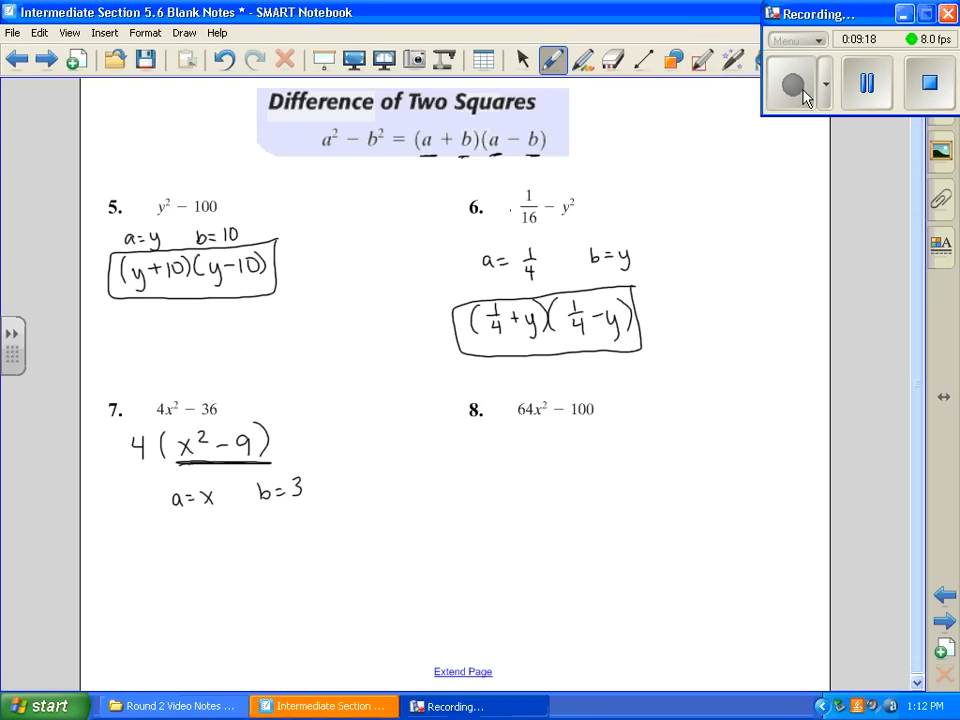 Intermediate Section 5.6 Blank Notes * - SMART Notebook
Recording...
File Edit View Insert Format Draw Help
Menu
0:09:18
8.0 fps
Difference of Two Squares
a² − b² = (a + b)(a − b)
5. y² − 100
a=y b=10
(y+10)(y−10)
6. 1/16 − y²
a= 1/4 b=y
(1/4 +y)(1/4 −y)
7. 4x² − 36
4(x²−9)
a=x b=3
8. 64x² − 100
Extend Page
start
Round 2 Video Notes ...
Intermediate Section ...
Recording...
1:12 PM